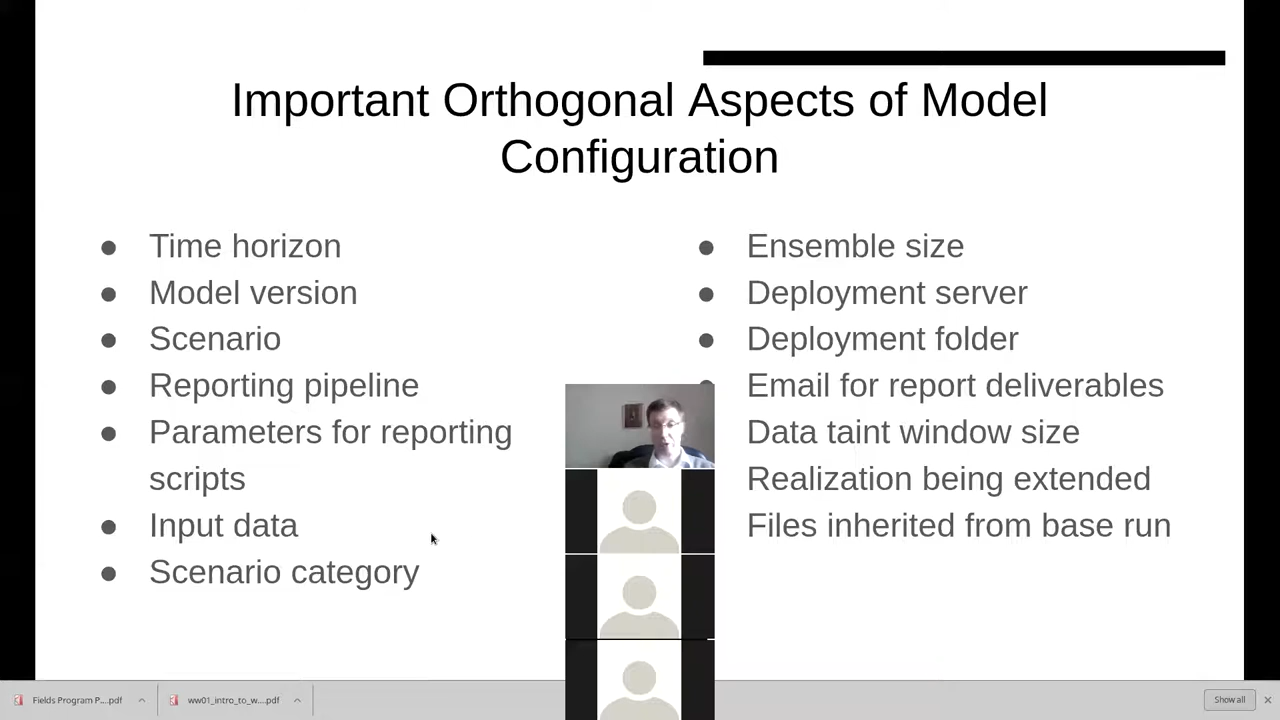 Important Orthogonal Aspects of Model
Configuration
● Time horizon
● Model version
● Scenario
● Reporting pipeline
● Parameters for reporting
scripts
● Input data
● Scenario category
● Ensemble size
● Deployment server
● Deployment folder
Email for report deliverables
Data taint window size
Realization being extended
Files inherited from base run
Fields Program P....pdf
ww01_intro_to_w....pdf
Show all